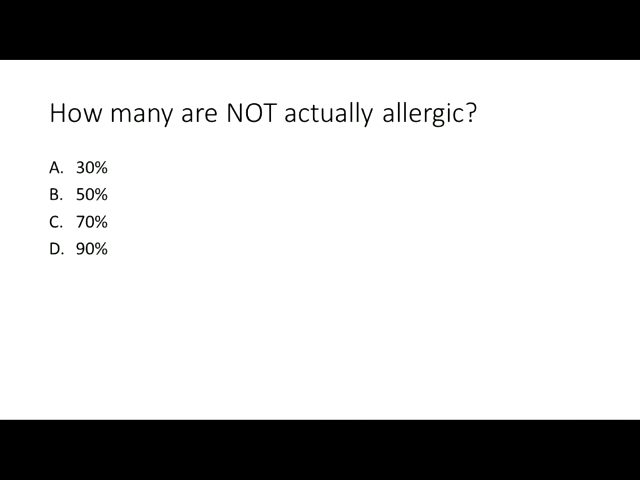 How many are NOT actually allergic?
A. 30%
B. 50%
C. 70%
D. 90%